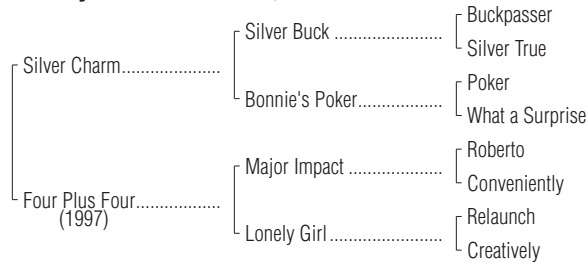 Silver Charm....................
Four Plus Four.................
(1997)
Silver Buck ......................
Bonnie's Poker.................
Major Impact ...................
Lonely Girl.......................
Buckpasser
Silver True
Poker
What a Surprise
Roberto
Conveniently
Relaunch
Creatively